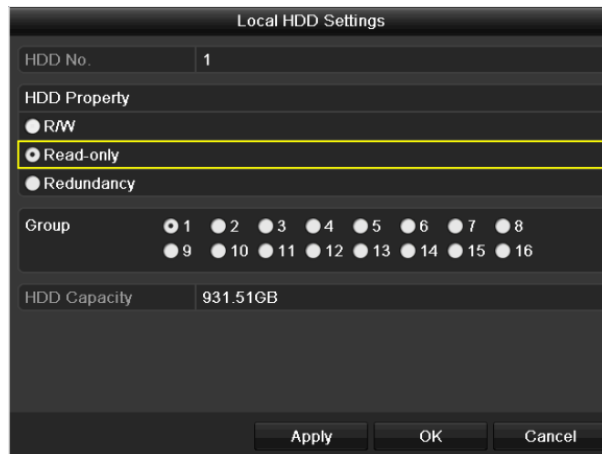 Local HDD Settings
HDD No. 1
HDD Property
R/W
Read-only
Redundancy
Group 1 2 3 4 5 6 7 8
9 10 11 12 13 14 15 16
HDD Capacity 931.51GB
Apply OK Cancel